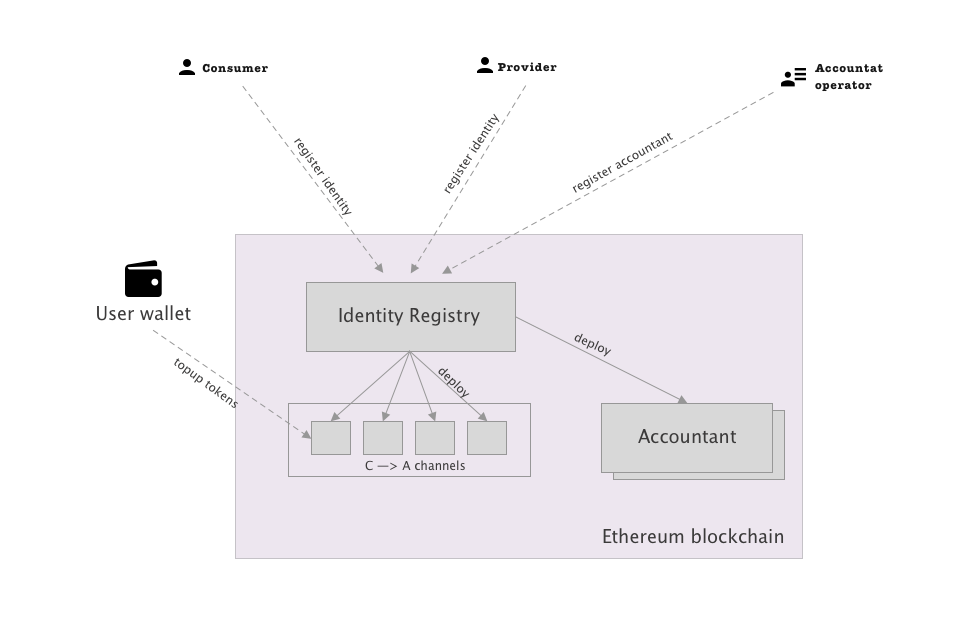 Consumer
Provider
Accountat
operator
register identity
register identity
register accountant
User wallet
Identity Registry
topup tokens
deploy
deploy
C —> A channels
Accountant
Ethereum blockchain